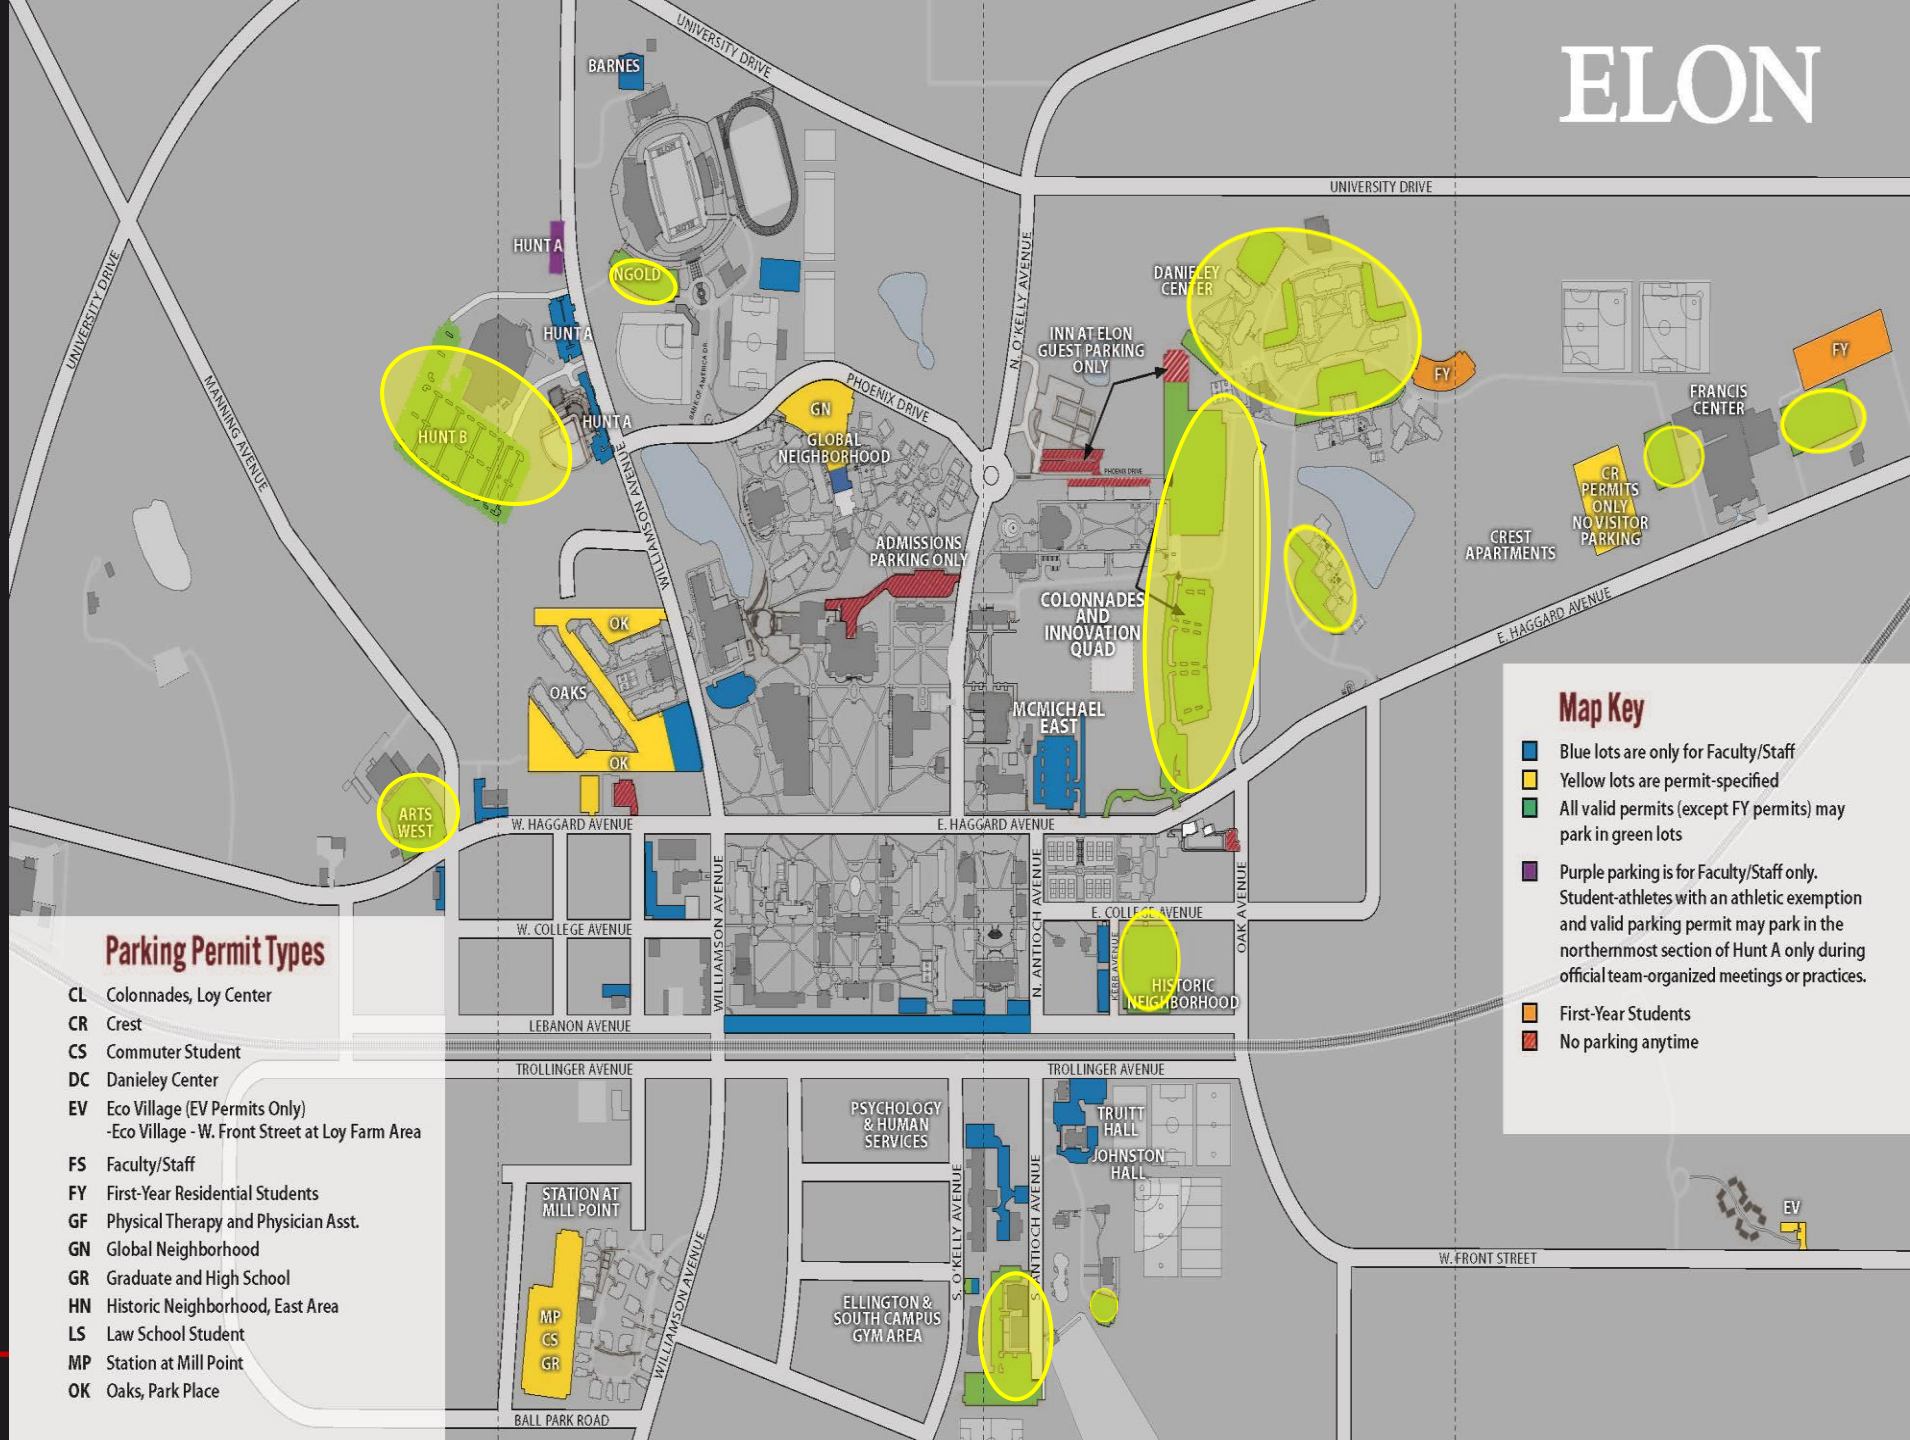 ELON
UNIVERSITY DRIVE
BARNES
ELON
UNIVERSITY DRIVE
HUNT A
NGOLD
N. O'KELLY AVENUE
DANIELEY
CENTER
UNIVERSITY DRIVE
HUNT A
INN AT ELON
GUEST PARKING
ONLY
FY
FY
MANNING AVENUE
BANK OF AMERICA DR.
PHOENIX DRIVE
GN
FRANCIS
CENTER
HUNT A
HUNT B
GLOBAL
NEIGHBORHOOD
PHOENIX DRIVE
CR
PERMITS
ONLY
NO VISITOR
PARKING
WILLIAMSON AVENUE
ADMISSIONS
PARKING ONLY
CREST
APARTMENTS
COLONNADES
AND
INNOVATION
QUAD
E. HAGGARD AVENUE
OK
OAKS
MCMICHAEL
EAST
OK
ARTS
WEST
W. HAGGARD AVENUE
E. HAGGARD AVENUE
WILLIAMSON AVENUE
N. ANTIOCH AVENUE
OAK AVENUE
E. COLLEGE AVENUE
W. COLLEGE AVENUE
KERR AVENUE
HISTORIC
NEIGHBORHOOD
LEBANON AVENUE
TROLLINGER AVENUE
TROLLINGER AVENUE
PSYCHOLOGY
& HUMAN
SERVICES
TRUITT
HALL
JOHNSTON
HALL
S. O'KELLY AVENUE
S. ANTIOCH AVENUE
STATION AT
MILL POINT
EV
W. FRONT STREET
WILLIAMSON AVENUE
ELLINGTON &
SOUTH CAMPUS
GYM AREA
MP
CS
GR
BALL PARK ROAD
Map Key
Blue lots are only for Faculty/Staff
Yellow lots are permit-specified
All valid permits (except FY permits) may
park in green lots
Purple parking is for Faculty/Staff only.
Student-athletes with an athletic exemption
and valid parking permit may park in the
northernmost section of Hunt A only during
official team-organized meetings or practices.
First-Year Students
No parking anytime
Parking Permit Types
CL Colonnades, Loy Center
CR Crest
CS Commuter Student
DC Danieley Center
EV Eco Village (EV Permits Only)
-Eco Village - W. Front Street at Loy Farm Area
FS Faculty/Staff
FY First-Year Residential Students
GF Physical Therapy and Physician Asst.
GN Global Neighborhood
GR Graduate and High School
HN Historic Neighborhood, East Area
LS Law School Student
MP Station at Mill Point
OK Oaks, Park Place